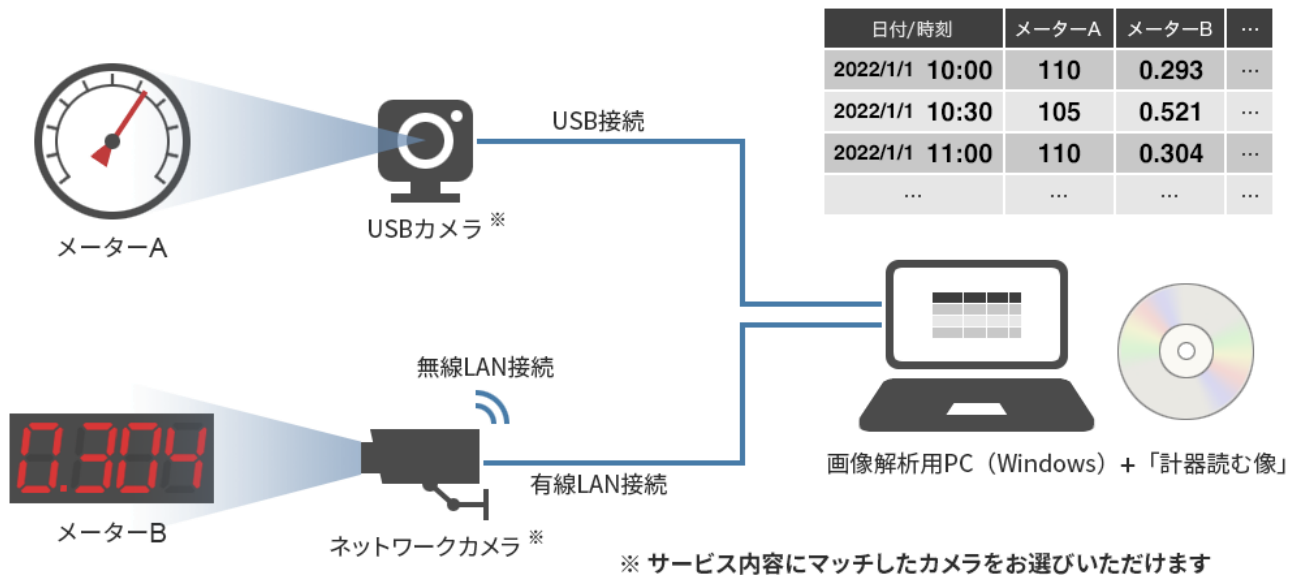 日付/時刻 メーターA メーターB …
2022/1/1 10:00 110 0.293 …
2022/1/1 10:30 105 0.521 …
2022/1/1 11:00 110 0.304 …
… … … …
USB接続
USBカメラ ※
メーターA
無線LAN接続
0.304
有線LAN接続
メーターB
ネットワークカメラ ※
画像解析用PC（Windows）+「計器読む像」
※ サービス内容にマッチしたカメラをお選びいただけます